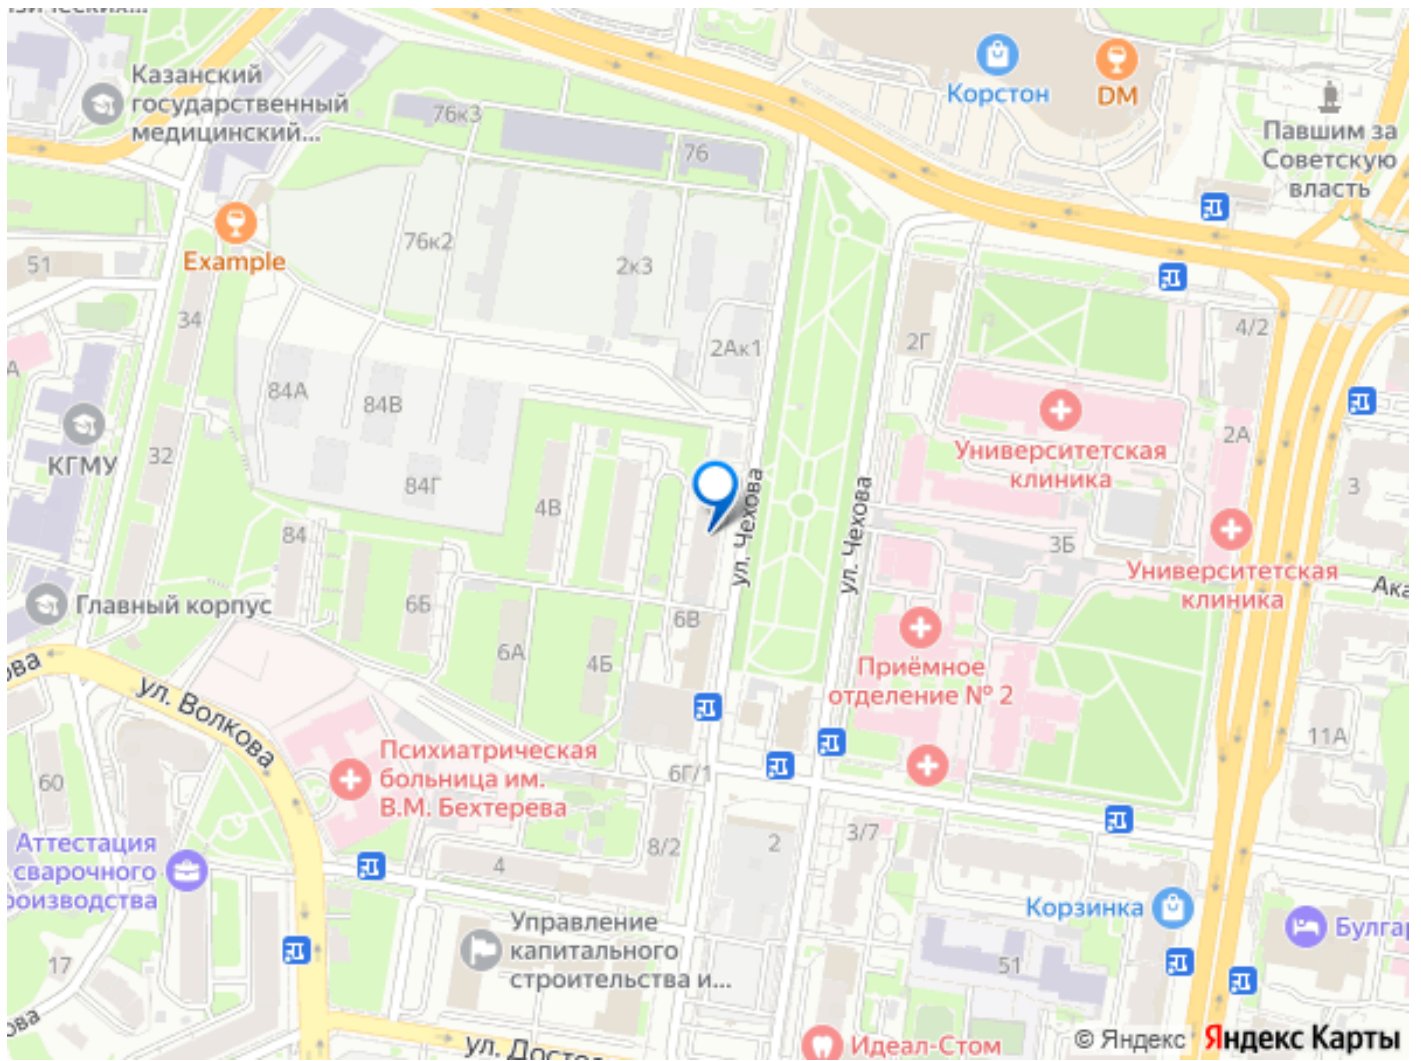 Казанский
государственный
медицинский...
76к3
76
Корстон
DM
Павшим за
Советскую
власть
51
Example
76к2
2к3
34
2Ак1
2Г
4/2
84А
84В
КГМУ
32
84Г
4В
ул. Чехова
ул. Чехова
Университетская
клиника
2А
3
84
3Б
Университетская
клиника
Главный корпус
6Б
6В
6А
4Б
Приёмное
отделение № 2
ул. Волкова
Психиатрическая
больница им.
В.М. Бехтерева
6Г/1
11А
60
Аттестация
сварочного
8/2
4
2
3/7
Корзинка
Управление
капитального
строительства и...
17
51
Идеал-Стом
© Яндекс Яндекс Карты